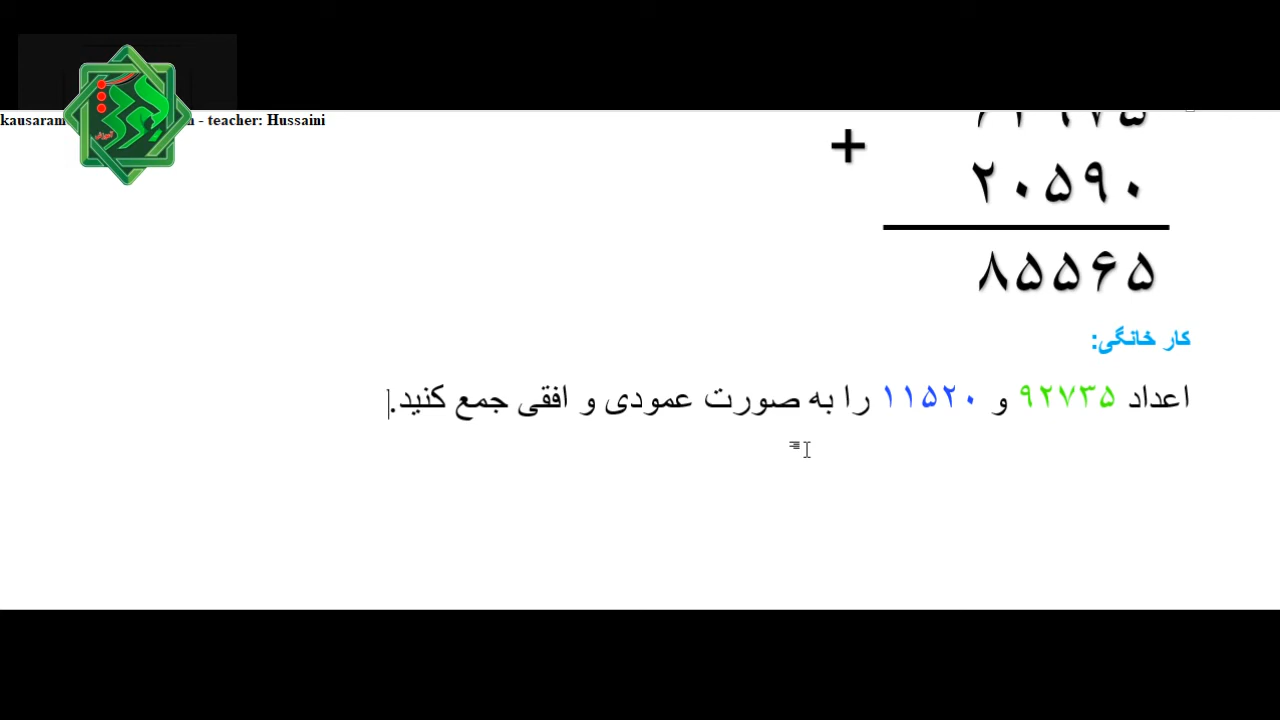 kausaram
n - teacher: Hussaini
+
۲۰۵۹۰
۸۵۵۶۵
کار خانگی:
اعداد ۹۲۷۳۵ و ۱۱۵۲۰ را به صورت عمودی و افقی جمع کنید.